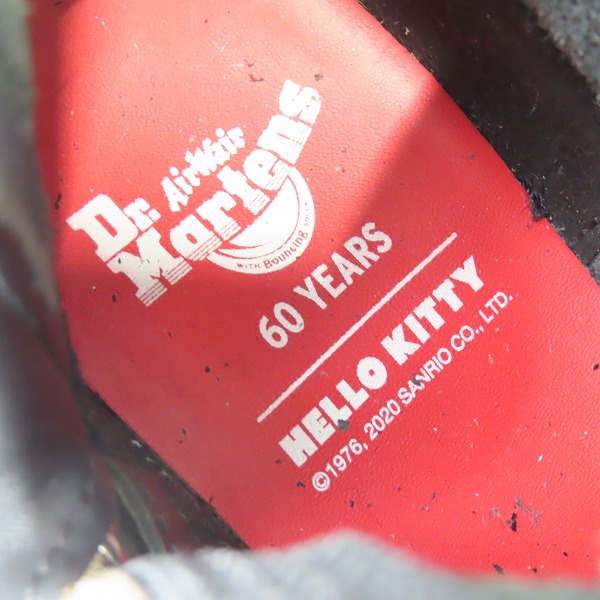 Dr.
AirWair
Martens
WITH Bouncing SOLES
60 YEARS
HELLO KITTY
©1976, 2020 SANRIO CO., LTD.